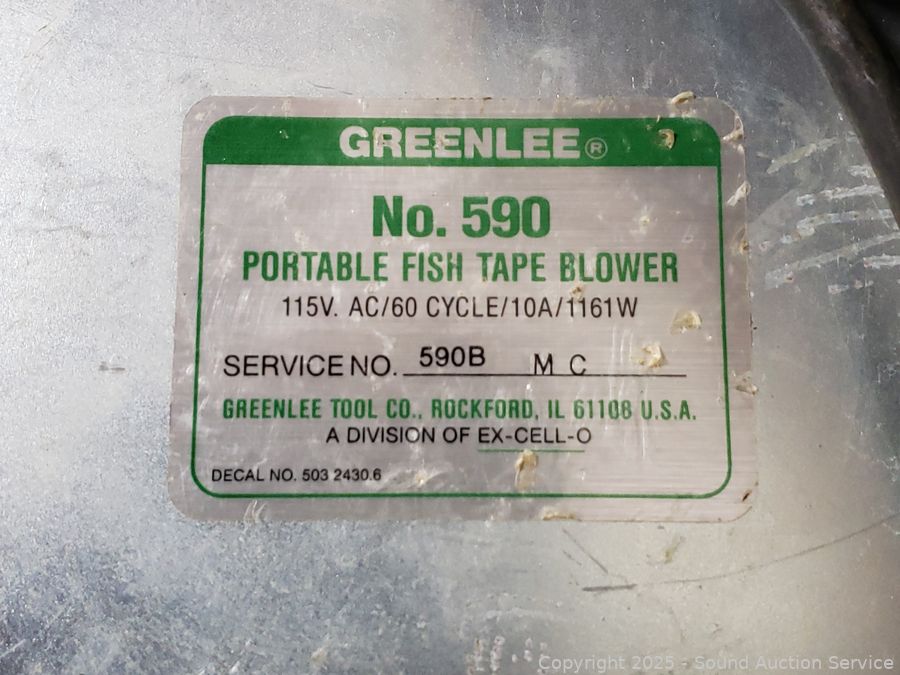 GREENLEE®
No. 590
PORTABLE FISH TAPE BLOWER
115V. AC/60 CYCLE/10A/1161W
SERVICE NO. 590B M C
GREENLEE TOOL CO., ROCKFORD, IL 61108 U.S.A.
A DIVISION OF EX-CELL-O
DECAL NO. 503 2430.6
Copyright 2025 - Sound Auction Service